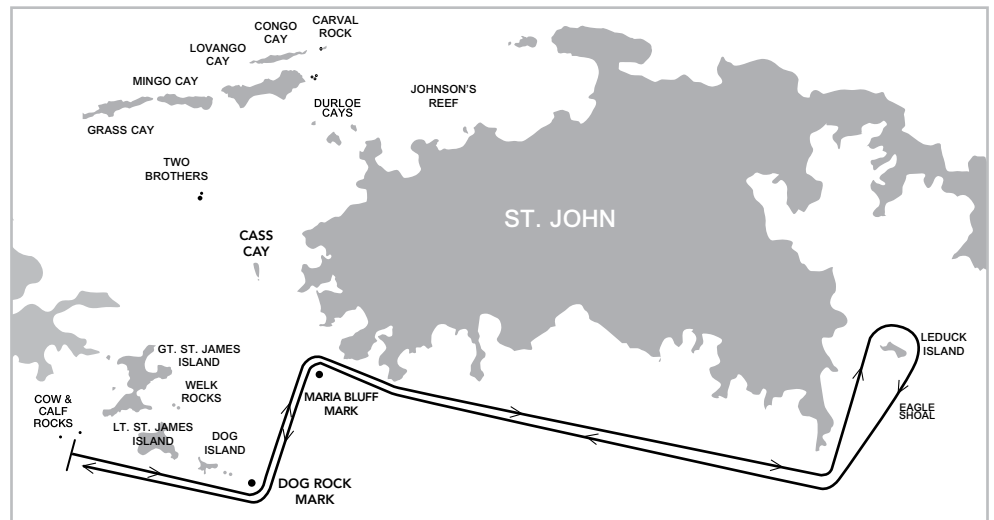 CONGO
CAY
CARVAL
ROCK
LOVANGO
CAY
MINGO CAY
GRASS CAY
DURLOE
CAYS
JOHNSON'S
REEF
TWO
BROTHERS
ST. JOHN
CASS
CAY
GT. ST. JAMES
ISLAND
WELK
ROCKS
COW &
CALF
ROCKS
LT. ST. JAMES
ISLAND
DOG
ISLAND
MARIA BLUFF
MARK
DOG ROCK
MARK
LEDUCK
ISLAND
EAGLE
SHOAL